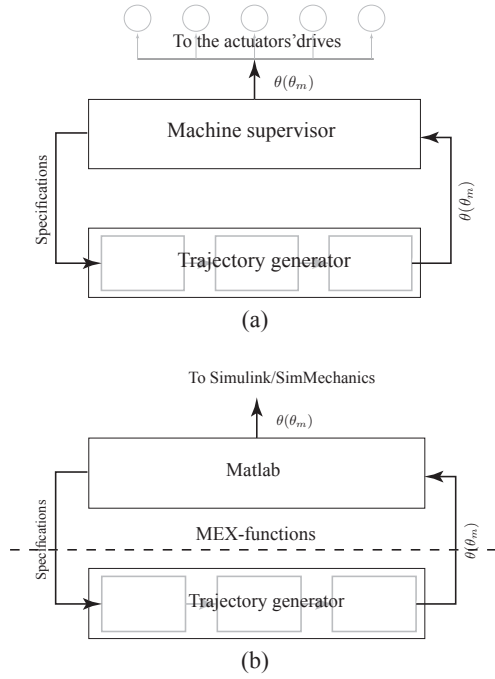 To the actuators'drives
θ(θm)
Machine supervisor
Specifications
θ(θm)
Trajectory generator
(a)
To Simulink/SimMechanics
θ(θm)
Matlab
MEX-functions
Specifications
θ(θm)
Trajectory generator
(b)